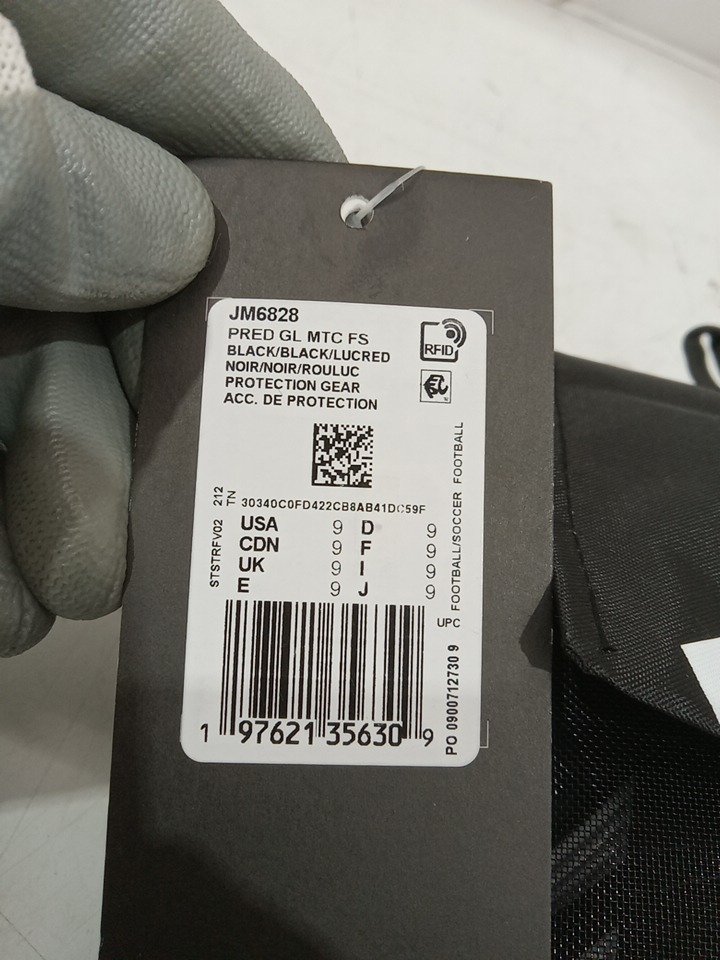 JM6828
PRED GL MTC FS
BLACK/BLACK/LUCRED
NOIR/NOIR/ROULUC
PROTECTION GEAR
ACC. DE PROTECTION
RFID
STSTRFV02 212
TN 30340C0FD422CB8AB41DC59F
USA 9 D 9
CDN 9 F 9
UK 9 I 9
E 9 J 9
FOOTBALL/SOCCER FOOTBALL
UPC
PO 0900712730 9
1 97621 35630 9